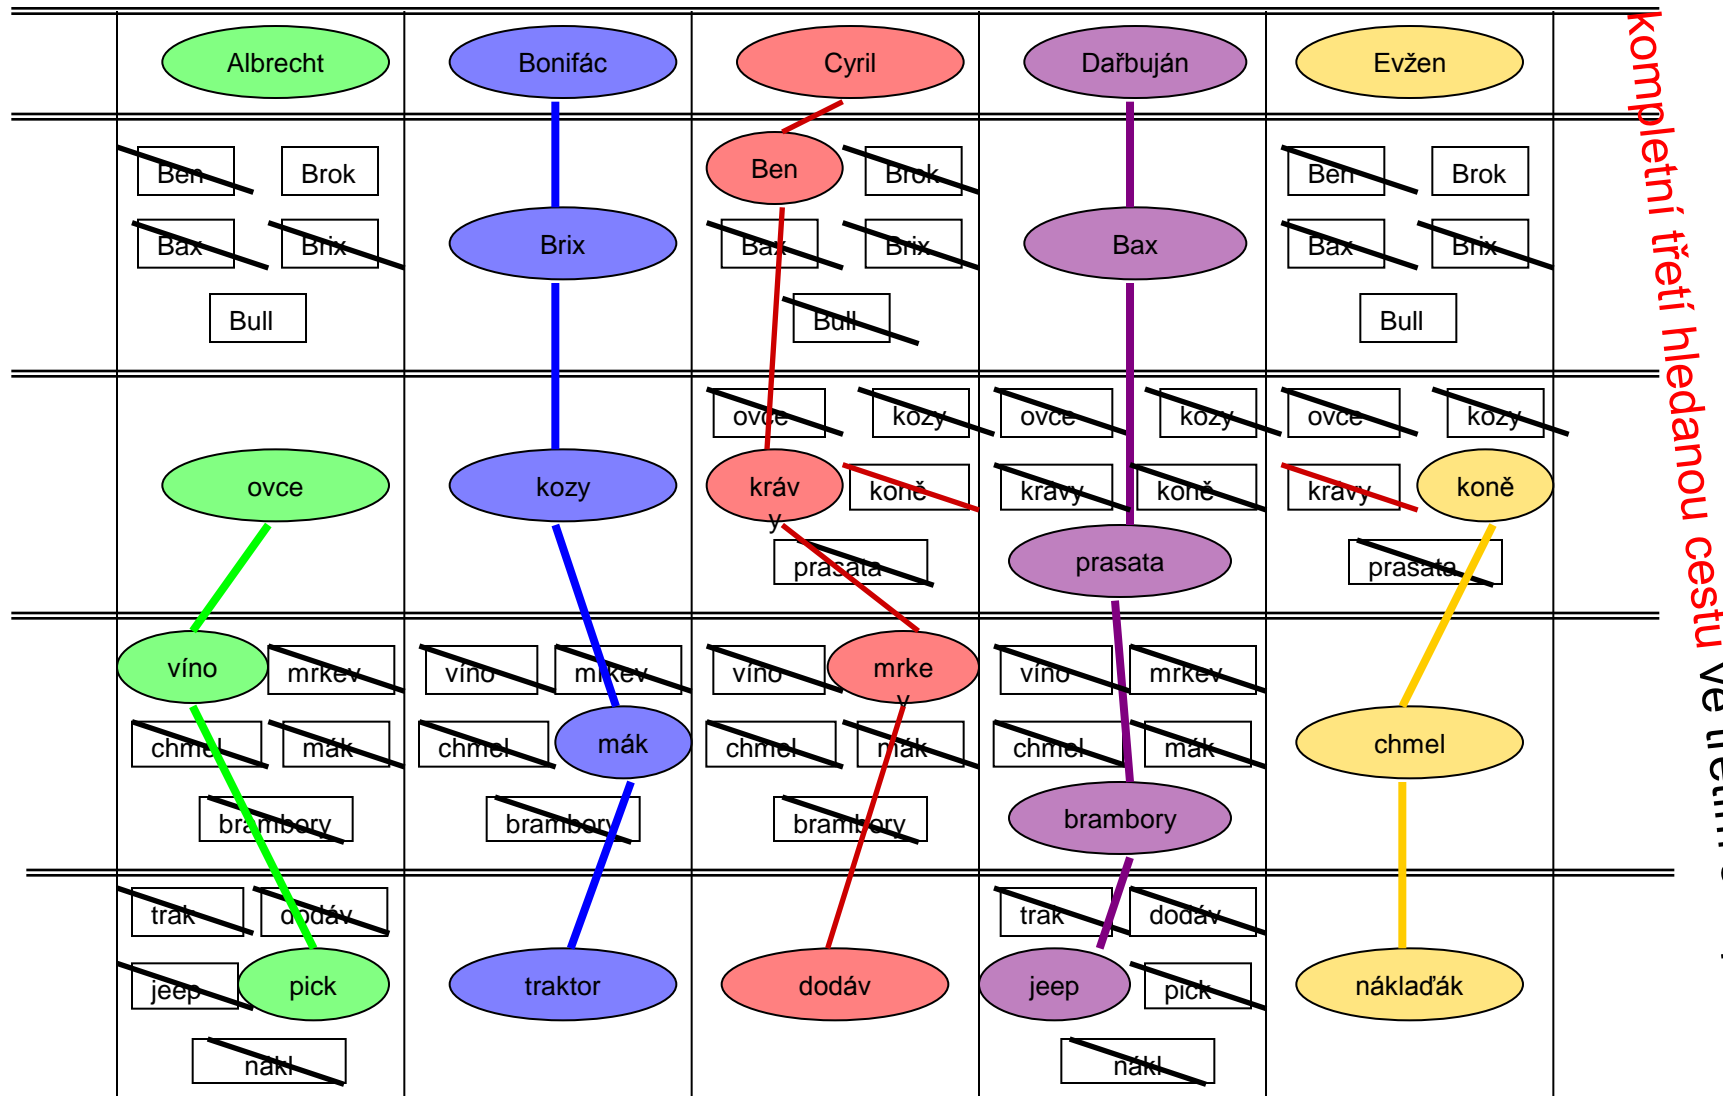 Albrecht Bonifác Cyril Dařbuján Evžen
Ben Brok Ben Brok Ben Brok
Bax Brix Brix Bax Brix Bax Bax Brix
Bull Bull Bull
ovce kozy ovce kozy ovce kozy
ovce kozy kráv koně krávy koně krávy koně
y
prasata prasata prasata
víno mrkev víno mrkev víno mrke víno mrkev
v
chmel mák chmel mák chmel mák chmel mák chmel
brambory brambory brambory brambory
trak dodáv trak dodáv
jeep pick traktor dodáv jeep pick náklaďák
nákl nákl
kompletní třetí hledanou cestu ve